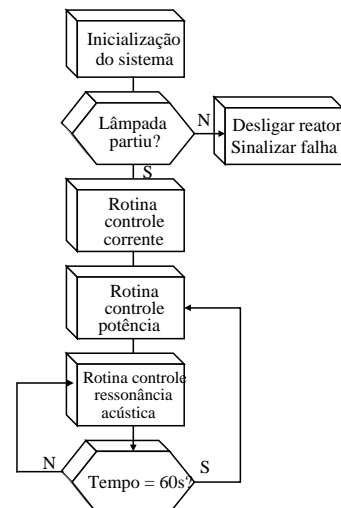 Inicialização
do sistema
Lâmpada
partiu?
N
Desligar reator
Sinalizar falha
S
Rotina
controle
corrente
Rotina
controle
potência
Rotina controle
ressonância
acústica
N
Tempo = 60s?
S